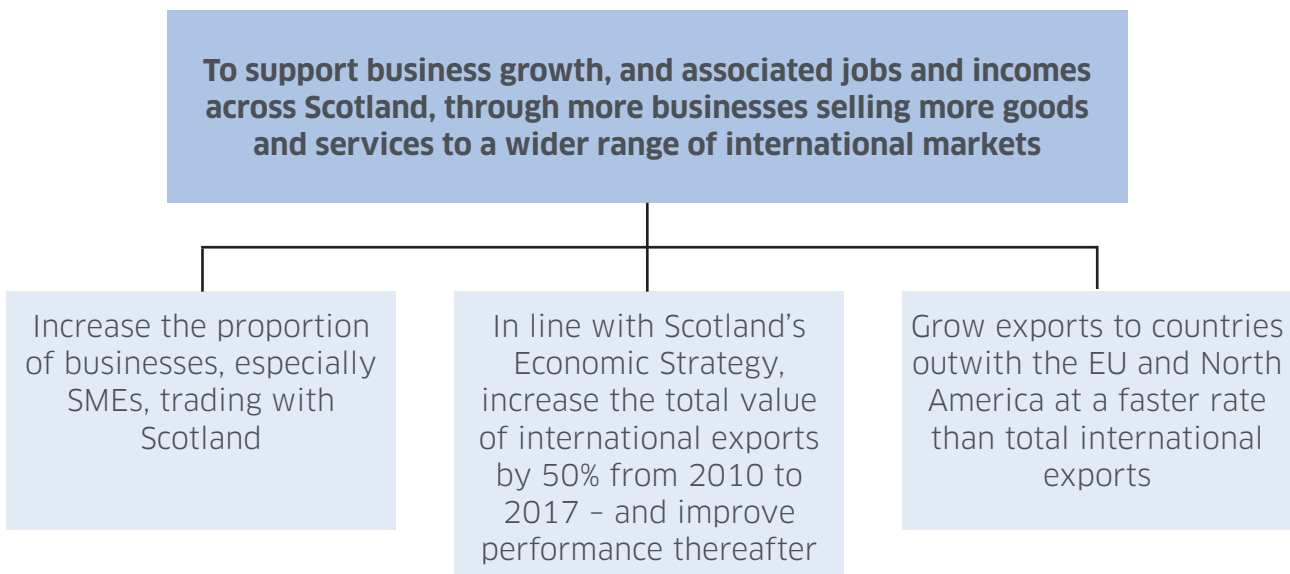 To support business growth, and associated jobs and incomes
across Scotland, through more businesses selling more goods
and services to a wider range of international markets
Increase the proportion
of businesses, especially
SMEs, trading with
Scotland
In line with Scotland’s
Economic Strategy,
increase the total value
of international exports
by 50% from 2010 to
2017 – and improve
performance thereafter
Grow exports to countries
outwith the EU and North
America at a faster rate
than total international
exports